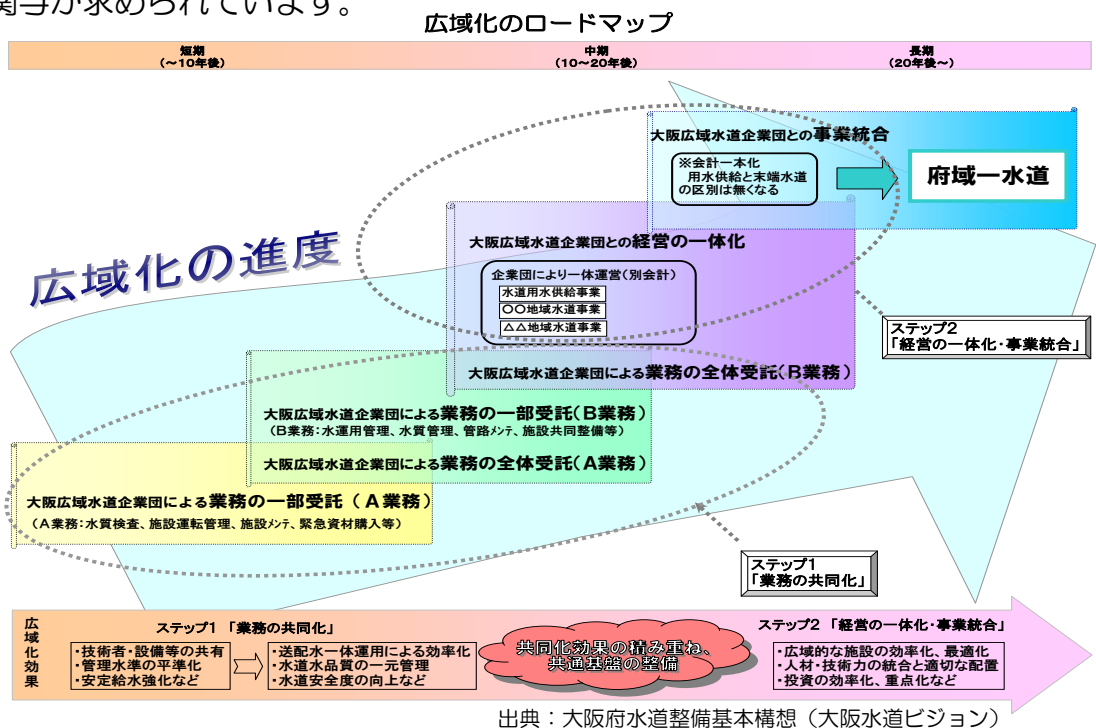 関与が求められています。
広域化のロードマップ
短期
(～10年後)
中期
(10～20年後)
長期
(20年後～)
大阪広域水道企業団との事業統合
※会計一本化
用水供給と末端水道
の区別は無くなる
府域一水道
広域化の進度
大阪広域水道企業団との経営の一体化
企業団により一体運営(別会計)
水道用水供給事業
〇〇地域水道事業
△△地域水道事業
ステップ2
「経営の一体化・事業統合」
大阪広域水道企業団による業務の全体受託(B業務)
大阪広域水道企業団による業務の一部受託(B業務)
(B業務:水運用管理、水質管理、管路メンテ、施設共同整備等)
大阪広域水道企業団による業務の全体受託(A業務)
大阪広域水道企業団による業務の一部受託(A業務)
(A業務:水質検査、施設運転管理、施設メンテ、緊急資材購入等)
ステップ1
「業務の共同化」
広域化効果
ステップ1 「業務の共同化」
・技術者・設備等の共有
・管理水準の平準化
・安定給水強化など
・送配水一体運用による効率化
・水道水品質の一元管理
・水道安全度の向上など
共同化効果の積み重ね、
共通基盤の整備
ステップ2 「経営の一体化・事業統合」
・広域的な施設の効率化、最適化
・人材・技術力の統合と適切な配置
・投資の効率化、重点化など
出典：大阪府水道整備基本構想（大阪水道ビジョン）